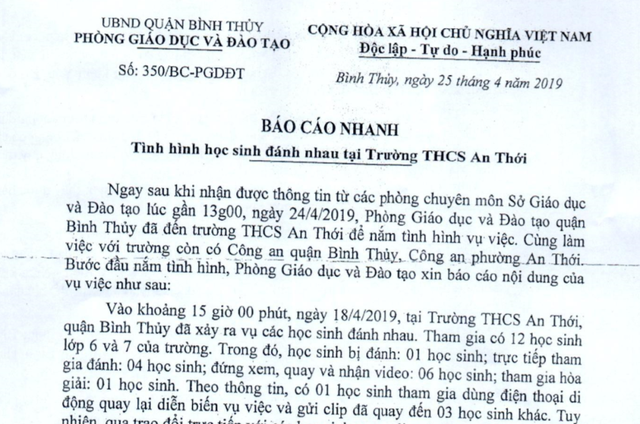 UBND QUẬN BÌNH THỦY
PHÒNG GIÁO DỤC VÀ ĐÀO TẠO
Số: 350/BC-PGDĐT
CỘNG HÒA XÃ HỘI CHỦ NGHĨA VIỆT NAM
Độc lập - Tự do - Hạnh phúc
Bình Thủy, ngày 25 tháng 4 năm 2019
BÁO CÁO NHANH
Tình hình học sinh đánh nhau tại Trường THCS An Thới
Ngay sau khi nhận được thông tin từ các phòng chuyên môn Sở Giáo dục
và Đào tạo lúc gần 13g00, ngày 24/4/2019, Phòng Giáo dục và Đào tạo quận
Bình Thủy đã đến trường THCS An Thới để nắm tình hình vụ việc. Cùng làm
việc với trường còn có Công an quận Bình Thủy, Công an phường An Thới.
Bước đầu nắm tình hình, Phòng Giáo dục và Đào tạo xin báo cáo nội dung của
vụ việc như sau:
Vào khoảng 15 giờ 00 phút, ngày 18/4/2019, tại Trường THCS An Thới,
quận Bình Thủy đã xảy ra vụ các học sinh đánh nhau. Tham gia có 12 học sinh
lớp 6 và 7 của trường. Trong đó, học sinh bị đánh: 01 học sinh; trực tiếp tham
gia đánh: 04 học sinh; đứng xem, quay và nhận video: 06 học sinh; tham gia hòa
giải: 01 học sinh. Theo thông tin, có 01 học sinh tham gia dùng điện thoại di
động quay lại diễn biến vụ việc và gửi clip đã quay đến 03 học sinh khác. Tuy
nhiên, qua trao đổi trực tiếp với